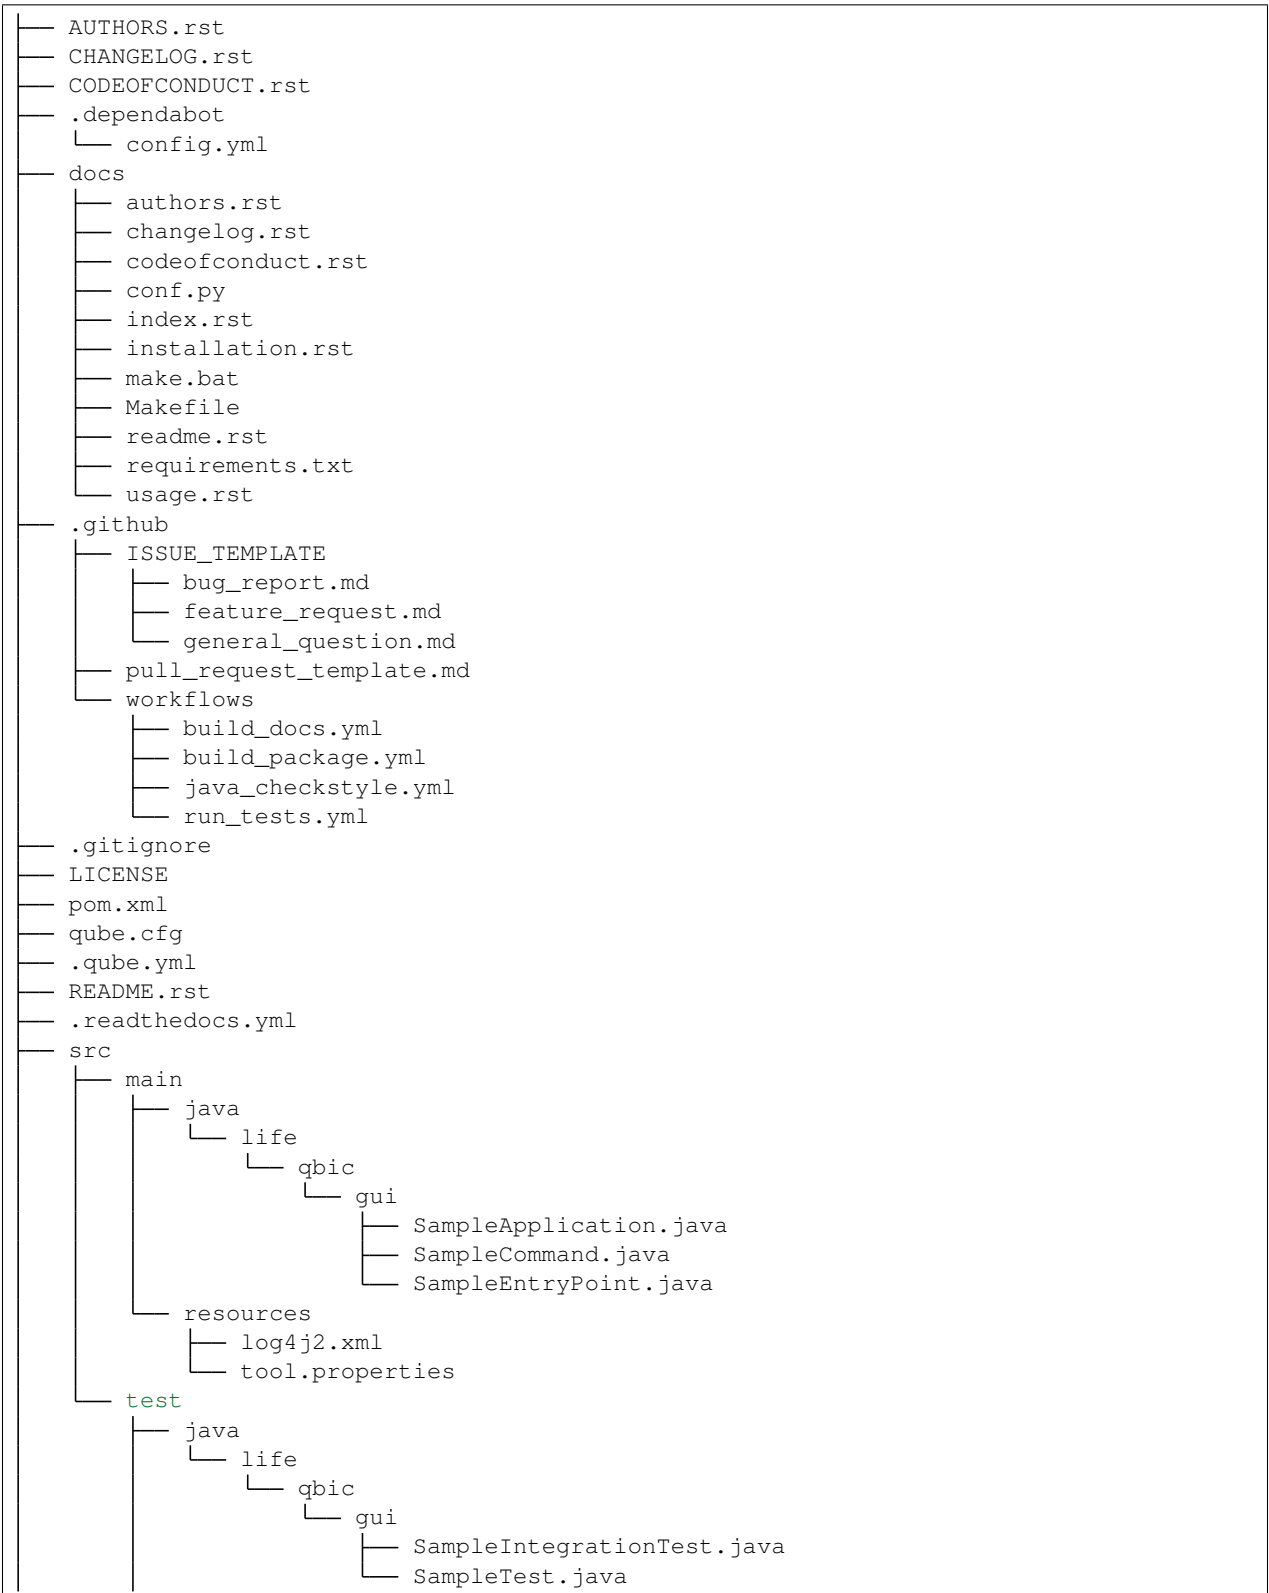 ├── AUTHORS.rst
├── CHANGELOG.rst
├── CODEOFCONDUCT.rst
├── .dependabot
│   └── config.yml
├── docs
│   ├── authors.rst
│   ├── changelog.rst
│   ├── codeofconduct.rst
│   ├── conf.py
│   ├── index.rst
│   ├── installation.rst
│   ├── make.bat
│   ├── Makefile
│   ├── readme.rst
│   ├── requirements.txt
│   └── usage.rst
├── .github
│   ├── ISSUE_TEMPLATE
│   │   ├── bug_report.md
│   │   ├── feature_request.md
│   │   └── general_question.md
│   ├── pull_request_template.md
│   └── workflows
│       ├── build_docs.yml
│       ├── build_package.yml
│       ├── java_checkstyle.yml
│       └── run_tests.yml
├── .gitignore
├── LICENSE
├── pom.xml
├── qube.cfg
├── .qube.yml
├── README.rst
├── .readthedocs.yml
├── src
│   ├── main
│   │   ├── java
│   │   │   └── life
│   │   │       └── qbic
│   │   │           └── gui
│   │   │               ├── SampleApplication.java
│   │   │               ├── SampleCommand.java
│   │   │               └── SampleEntryPoint.java
│   │   └── resources
│   │       ├── log4j2.xml
│   │       └── tool.properties
│   └── test
│       ├── java
│       │   └── life
│       │       └── qbic
│       │           └── gui
│       │               ├── SampleIntegrationTest.java
│       │               └── SampleTest.java